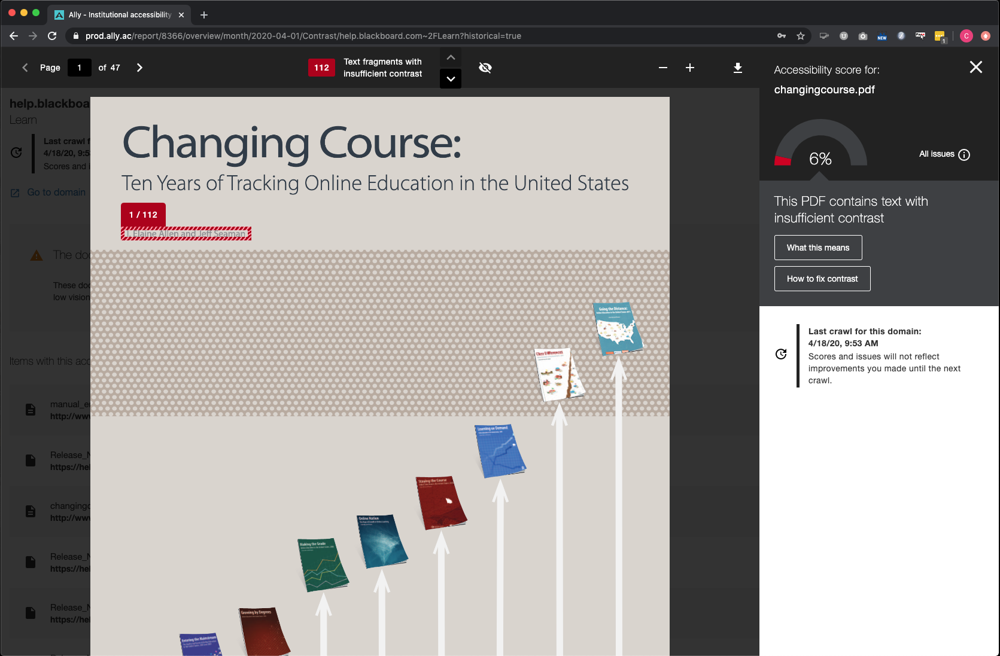 Ally - Institutional accessibility
prod.ally.ac/report/8366/overview/month/2020-04-01/Contrast/help.blackboard.com~2FLearn?historical=true
NEW
1
C
Page 1 of 47
112
Text fragments with
insufficient contrast
help.blackboa
Learn
Last crawl f
4/18/20, 9:5
Scores and i
Go to domain
The doc
These doc
low vision
Items with this acc
manual_e
http://www
Release_N
https://hel
changingc
http://www
Release_N
https://hel
Release_N
https://hel
Changing Course:
Ten Years of Tracking Online Education in the United States
1 / 112
I. Elaine Allen and Jeff Seaman
Going the Distance:
Class Differences
Learning on Demand
Staying the Course
Online Nation
Making the Grade
Growing by Degrees
Entering the Mainstream
Accessibility score for:
changingcourse.pdf
6%
All issues
This PDF contains text with
insufficient contrast
What this means
How to fix contrast
Last crawl for this domain:
4/18/20, 9:53 AM
Scores and issues will not reflect
improvements you made until the next
crawl.